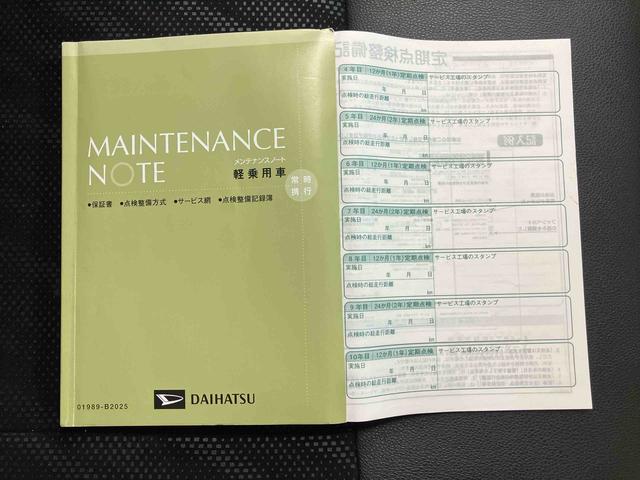 MAINTENANCE
NOTE
メンテナンスノート
軽乗用車
常時
携行
●保証書 ●点検整備方式 ●サービス網 ●点検整備記録簿
DAIHATSU
01989-B2025
定期点検整備記
記入例
4年目 12か月(1年)定期点検 サービス工場のスタンプ
実施日
年 月 日
点検時の総走行距離
km
5年目 24か月(2年)定期点検 サービス工場のスタンプ
実施日
年 月 日
点検時の総走行距離
km
6年目 12か月(1年)定期点検 サービス工場のスタンプ
実施日
年 月 日
点検時の総走行距離
km
7年目 24か月(2年)定期点検 サービス工場のスタンプ
実施日
年 月 日
点検時の総走行距離
km
8年目 12か月(1年)定期点検 サービス工場のスタンプ
実施日
年 月 日
点検時の総走行距離
km
9年目 24か月(2年)定期点検 サービス工場のスタンプ
実施日
年 月 日
点検時の総走行距離
km
10年目 12か月(1年)定期点検 サービス工場のスタンプ
実施日
年 月 日
点検時の総走行距離
km